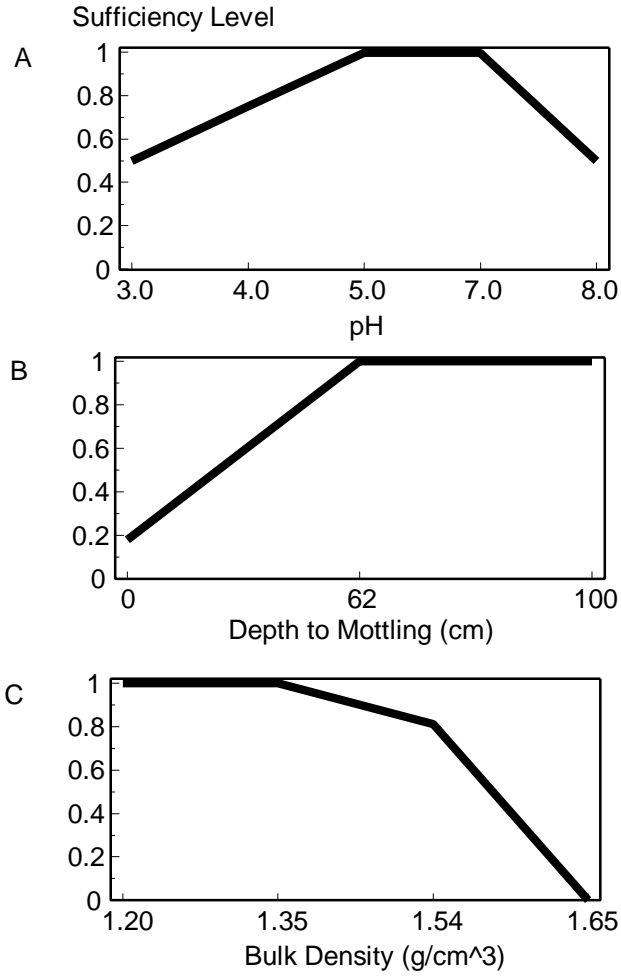 Sufficiency Level
A
1
0.8
0.6
0.4
0.2
0
3.0 4.0 5.0 7.0 8.0
pH
B
1
0.8
0.6
0.4
0.2
0
0 62 100
Depth to Mottling (cm)
C
1
0.8
0.6
0.4
0.2
0
1.20 1.35 1.54 1.65
Bulk Density (g/cm^3)